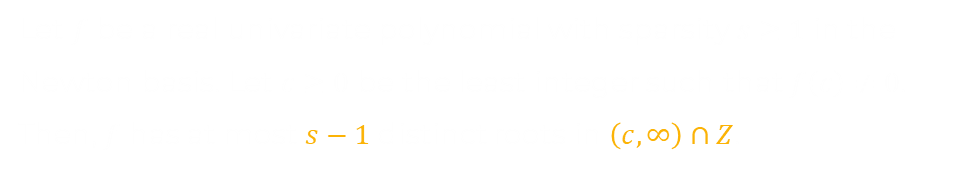 s − 1 (c, ∞) ∩ Z